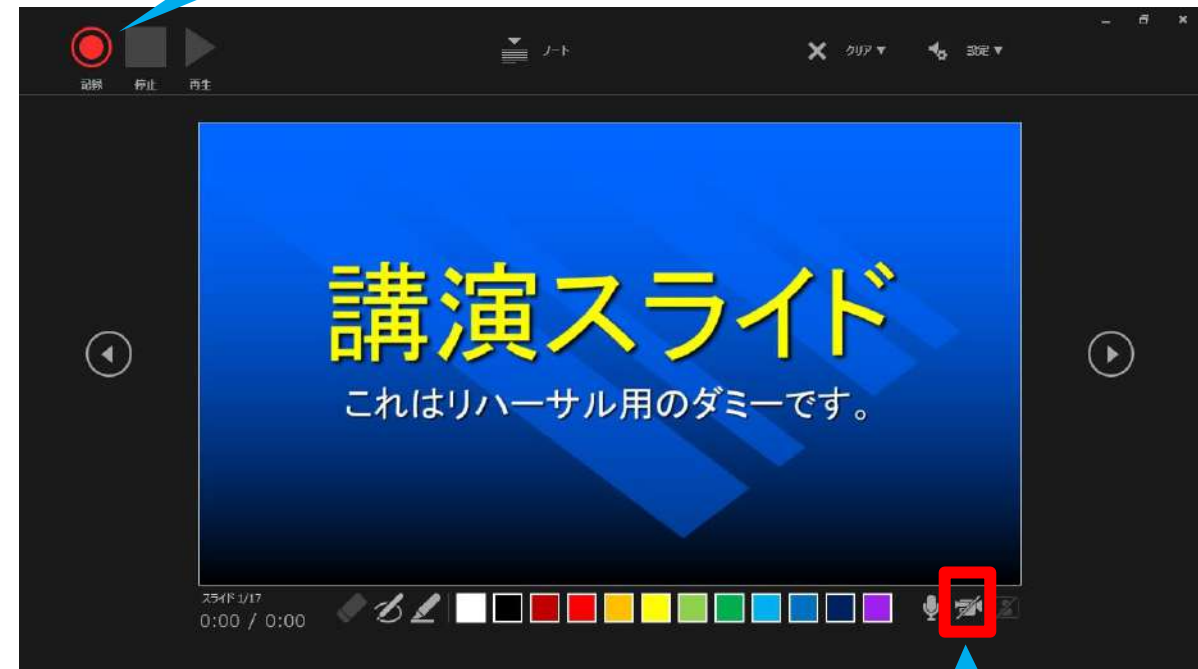 記録 停止 再生 ノート クリア 設定
講演スライド
これはリハーサル用のダミーです。
スライド 1/17
0:00 / 0:00